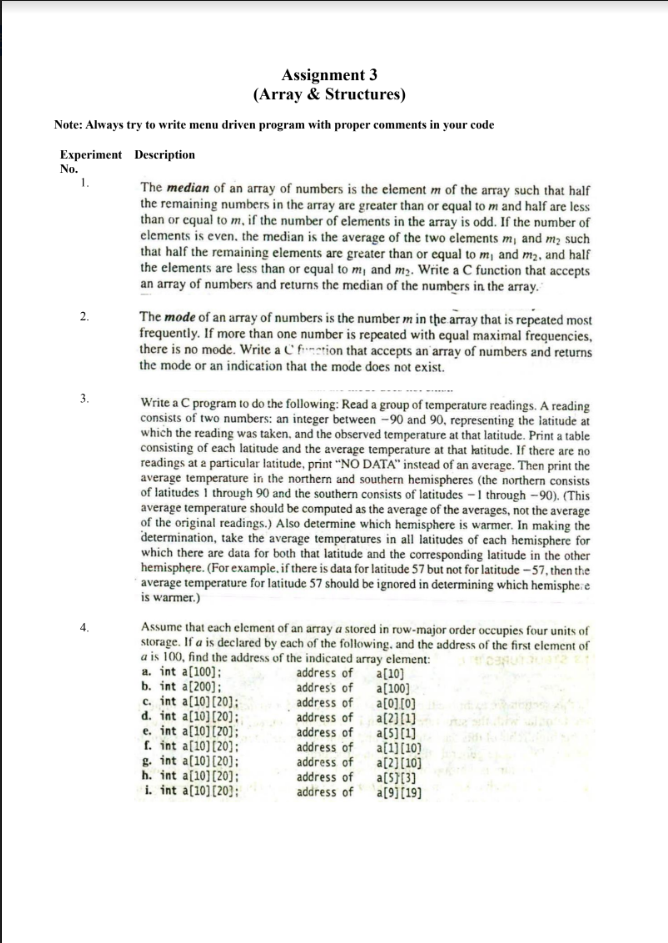 Assignment 3
(Array & Structures)
Note: Always try to write menu driven program with proper comments in your code
Experiment Description
No.
1. The median of an array of numbers is the element m of the array such that half
the remaining numbers in the array are greater than or equal to m and half are less
than or equal to m, if the number of elements in the array is odd. If the number of
elements is even, the median is the average of the two elements m₁ and m₂ such
that half the remaining elements are greater than or equal to m₁ and m₂, and half
the elements are less than or equal to m₁ and m₂. Write a C function that accepts
an array of numbers and returns the median of the numbers in the array.
2. The mode of an array of numbers is the number m in the array that is repeated most
frequently. If more than one number is repeated with equal maximal frequencies,
there is no mode. Write a C function that accepts an array of numbers and returns
the mode or an indication that the mode does not exist.
3. Write a C program to do the following: Read a group of temperature readings. A reading
consists of two numbers: an integer between −90 and 90, representing the latitude at
which the reading was taken, and the observed temperature at that latitude. Print a table
consisting of each latitude and the average temperature at that latitude. If there are no
readings at a particular latitude, print "NO DATA" instead of an average. Then print the
average temperature in the northern and southern hemispheres (the northern consists
of latitudes 1 through 90 and the southern consists of latitudes −1 through −90). (This
average temperature should be computed as the average of the averages, not the average
of the original readings.) Also determine which hemisphere is warmer. In making the
determination, take the average temperatures in all latitudes of each hemisphere for
which there are data for both that latitude and the corresponding latitude in the other
hemisphere. (For example, if there is data for latitude 57 but not for latitude −57, then the
average temperature for latitude 57 should be ignored in determining which hemisphere
is warmer.)
4. Assume that each element of an array a stored in row-major order occupies four units of
storage. If a is declared by each of the following, and the address of the first element of
a is 100, find the address of the indicated array element:
a. int a[100]; address of a[10]
b. int a[200]; address of a[100]
c. int a[10][20]; address of a[0][0]
d. int a[10][20]; address of a[2][1]
e. int a[10][20]; address of a[5][1]
f. int a[10][20]; address of a[1][10]
g. int a[10][20]; address of a[2][10]
h. int a[10][20]; address of a[5][3]
i. int a[10][20]; address of a[9][19]